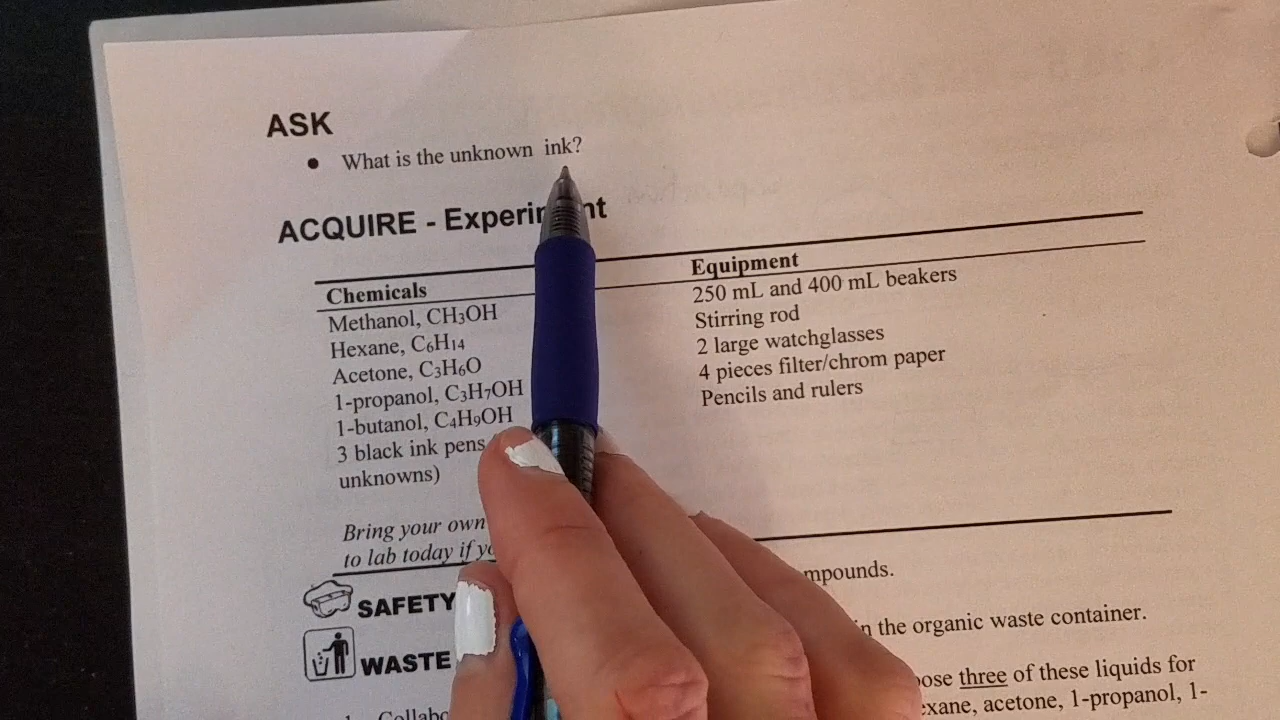 ASK
• What is the unknown ink?
ACQUIRE - Experiment
Chemicals
Equipment
Methanol, CH3OH
250 mL and 400 mL beakers
Hexane, C6H14
Stirring rod
Acetone, C3H6O
2 large watchglasses
1-propanol, C3H7OH
4 pieces filter/chrom paper
1-butanol, C4H9OH
Pencils and rulers
3 black ink pens
unknowns)
Bring your own
to lab today if
mpounds.
SAFETY
in the organic waste container.
WASTE
three of these liquids for
exane, acetone, 1-propanol, 1-